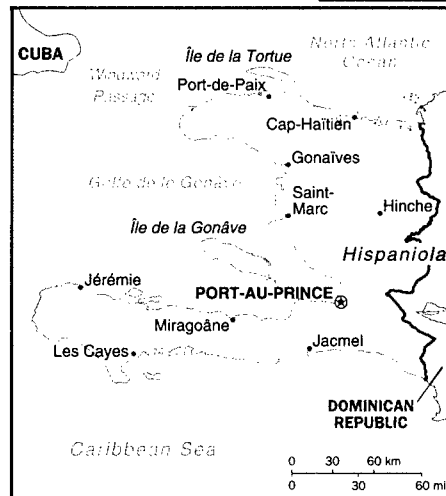 CUBA
Île de la Tortue
North Atlantic
Ocean
Windward
Passage
Port-de-Paix
Cap-Haïtien
Gonaïves
Golfe de la Gonâve
Saint-
Marc
Hinche
Île de la Gonâve
Hispaniola
Jérémie
PORT-AU-PRINCE
Miragoâne
Les Cayes
Jacmel
DOMINICAN
REPUBLIC
Caribbean Sea
0 30 60 km
0 30 60 mi